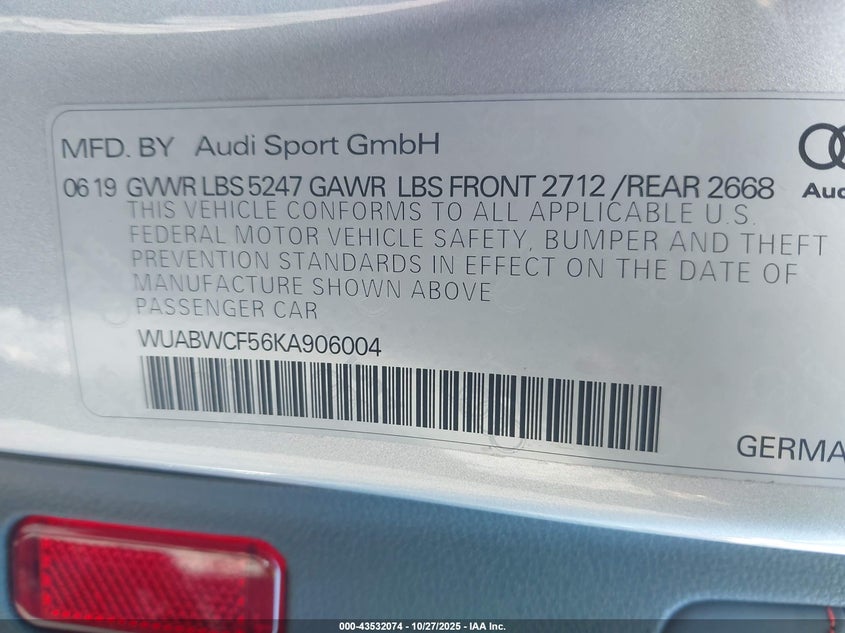 MFD. BY Audi Sport GmbH
06 19 GVWR LBS 5247 GAWR LBS FRONT 2712 /REAR 2668
THIS VEHICLE CONFORMS TO ALL APPLICABLE U.S.
FEDERAL MOTOR VEHICLE SAFETY, BUMPER AND THEFT
PREVENTION STANDARDS IN EFFECT ON THE DATE OF
MANUFACTURE SHOWN ABOVE
PASSENGER CAR
WUABWCF56KA906004
000-43532074 / 10/27/2025 - IAA Inc.